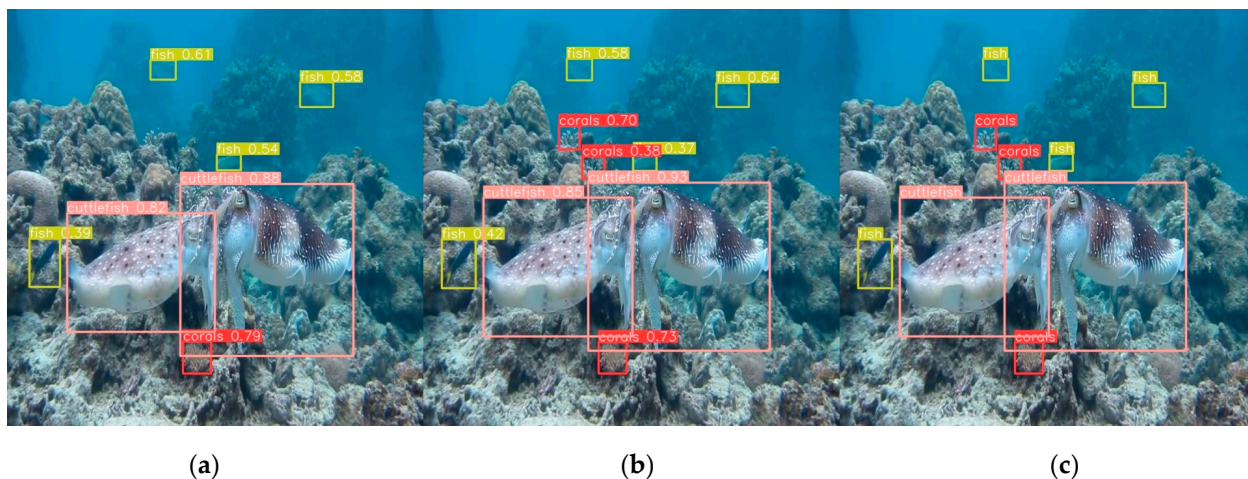 fish 0.61
fish 0.58
fish 0.54
cuttlefish 0.88
cuttlefish 0.82
fish 0.39
corals 0.79
(a)
fish 0.58
fish 0.64
corals 0.70
0.37
corals 0.38
cuttlefish 0.93
cuttlefish 0.85
fish 0.42
corals 0.73
(b)
fish
fish
corals
fish
corals
cuttlefish
cuttlefish
fish
corals
(c)